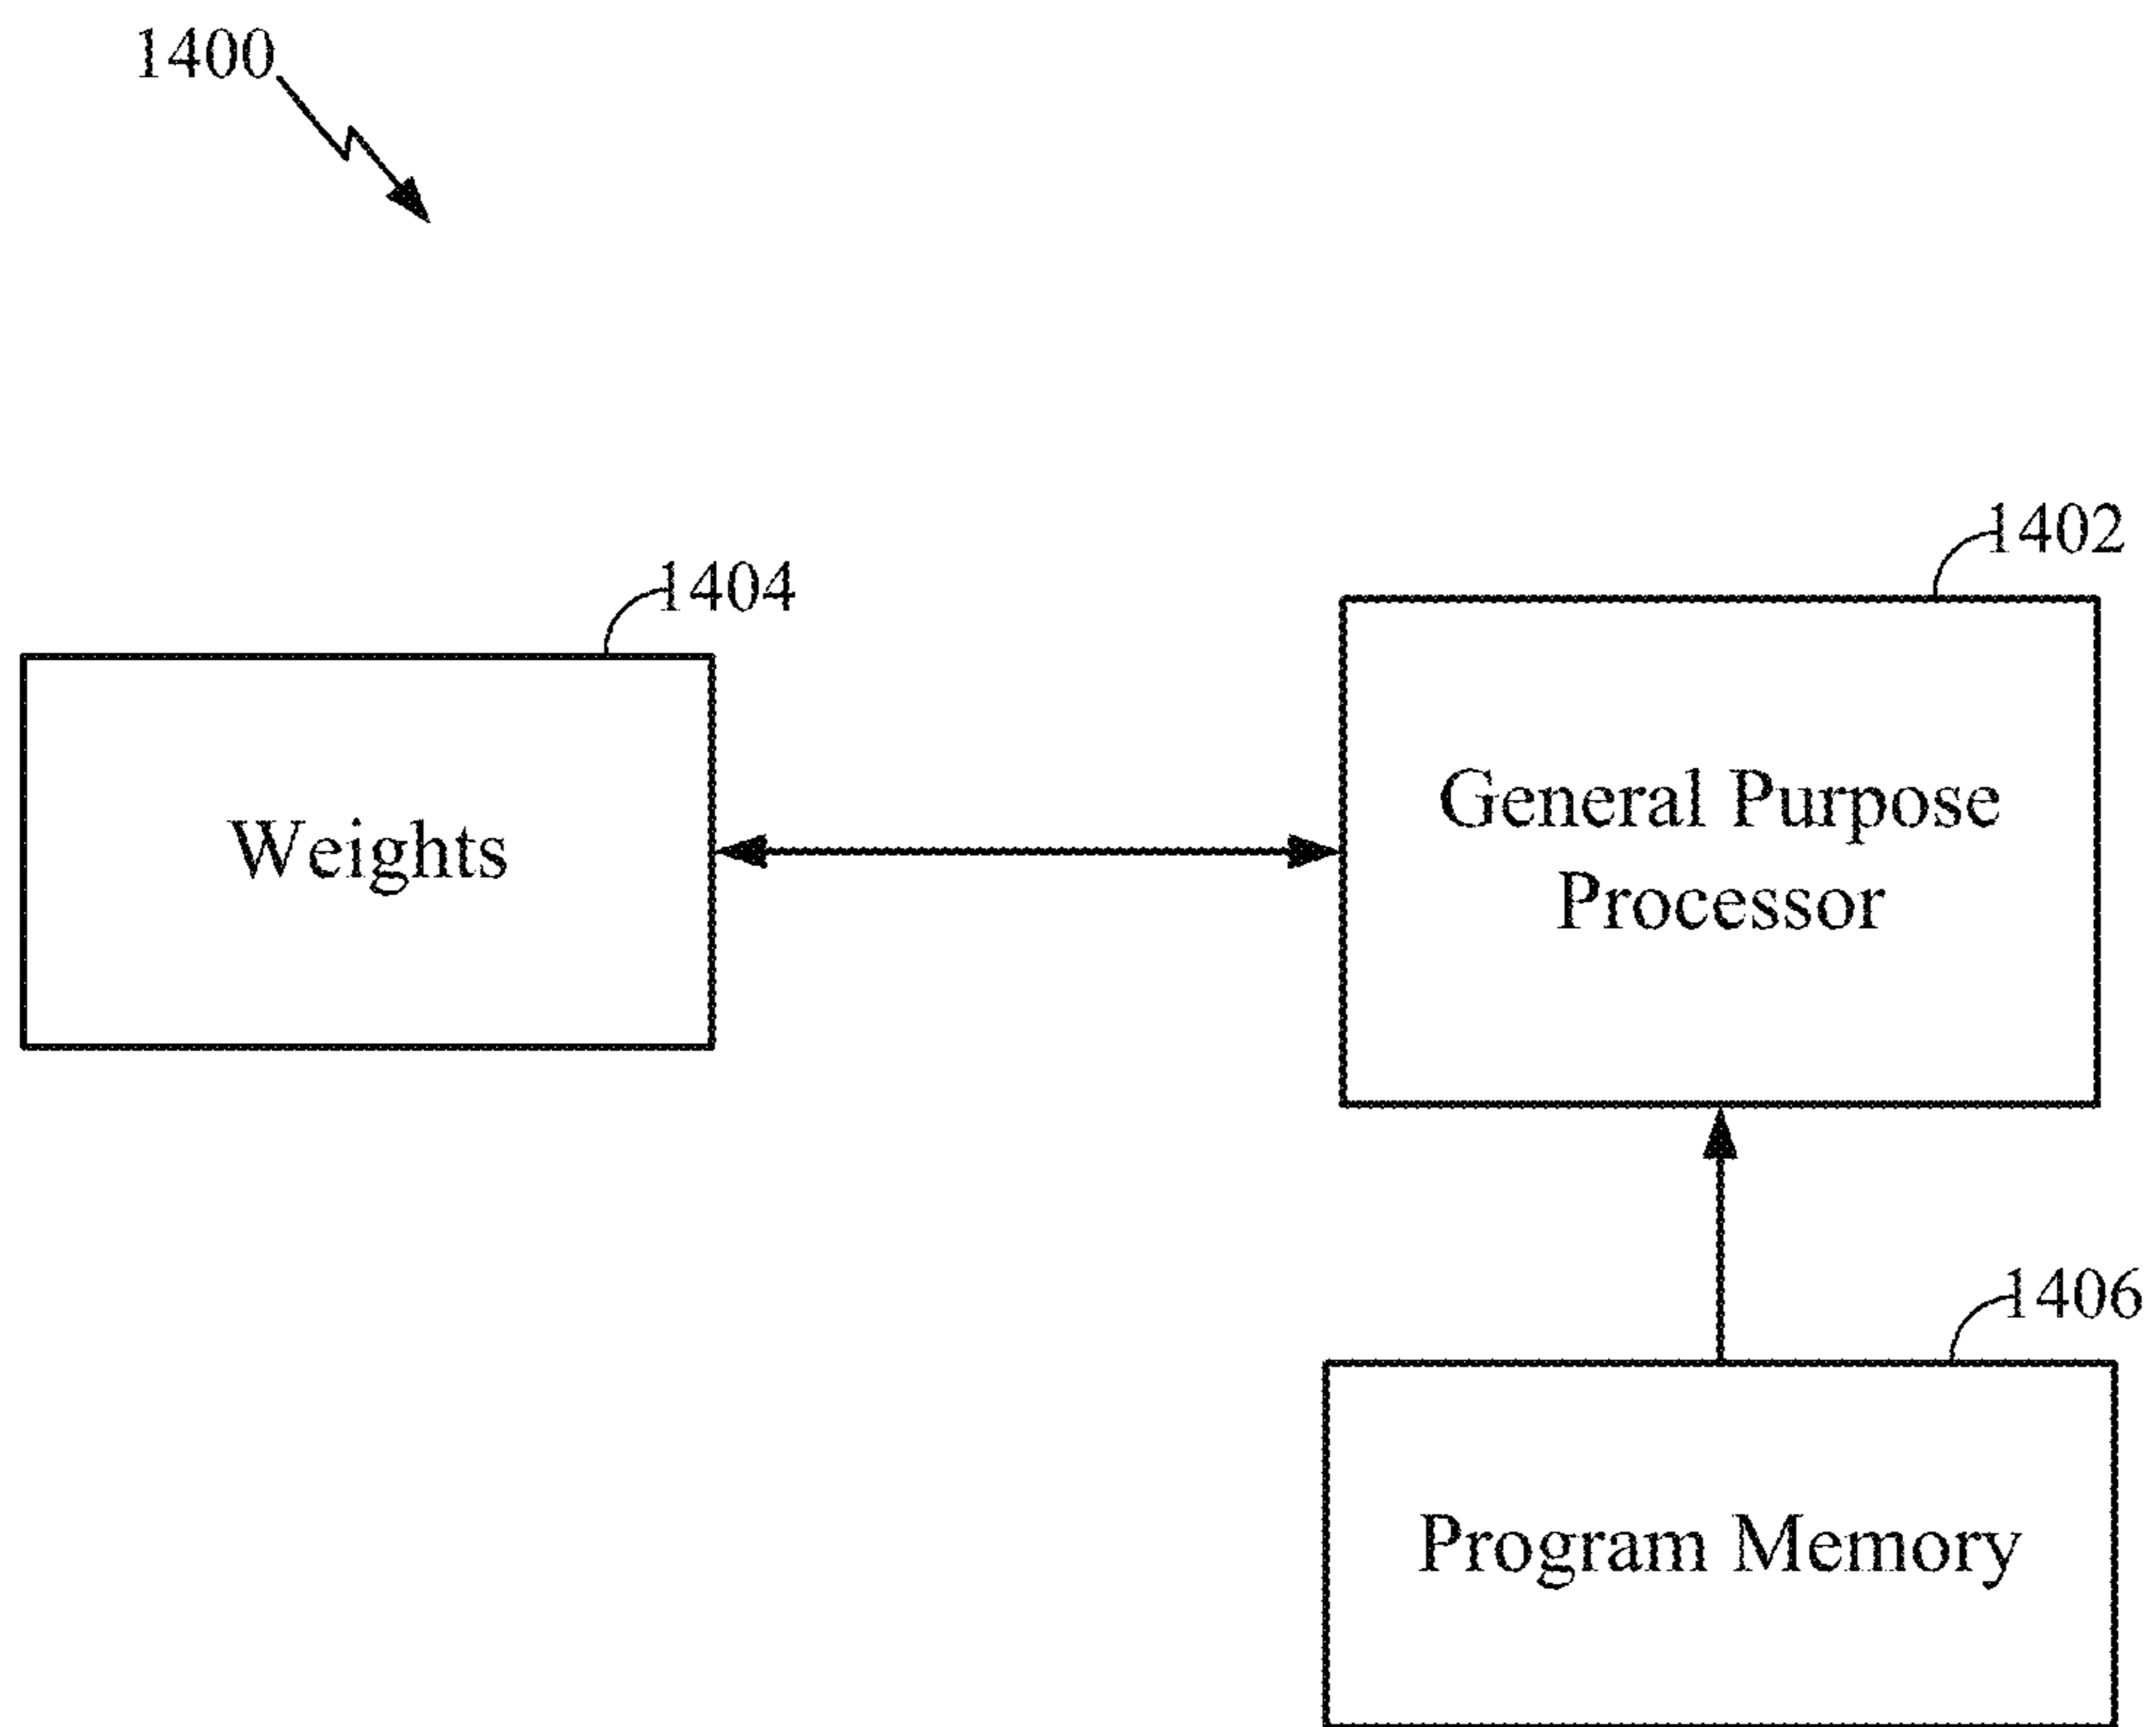 1400
1402
1404
General Purpose
Processor
Weights
1406
Program Memory